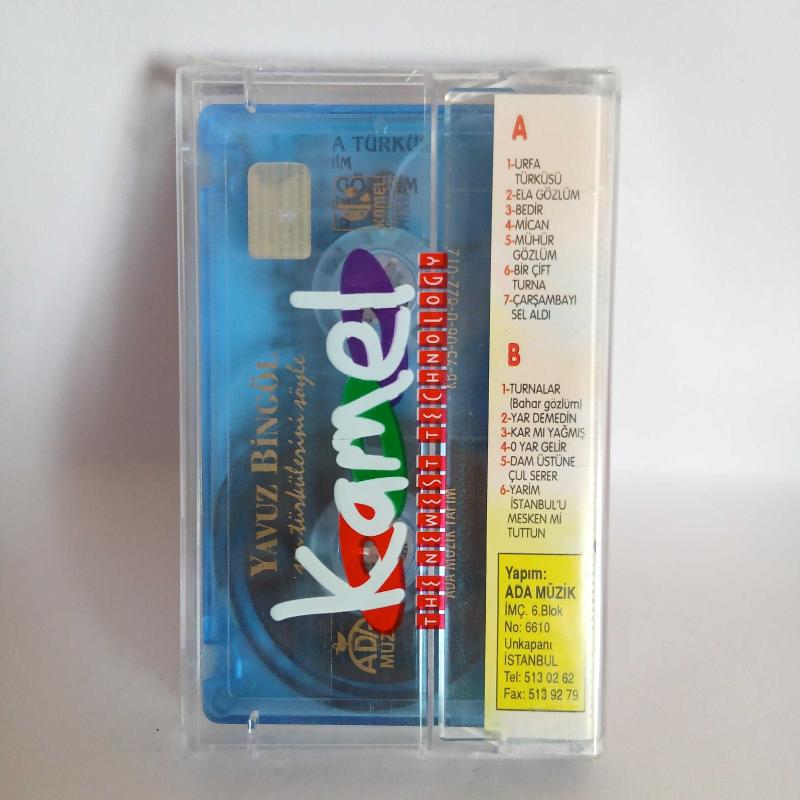 A
1-URFA
TÜRKÜSÜ
2-ELA GÖZLÜM
3-BEDİR
4-MİCAN
5-MÜHÜR
GÖZLÜM
6-BİR ÇİFT
TURNA
7-ÇARŞAMBAYI
SEL ALDI
B
1-TURNALAR
(Bahar gözlüm)
2-YAR DEMEDİN
3-KAR MI YAĞMIŞ
4-O YAR GELİR
5-DAM ÜSTÜNE
ÇUL SERER
6-YARİM
İSTANBUL'U
MESKEN Mİ
TUTTUN
Yapım:
ADA MÜZİK
İMÇ. 6.Blok
No: 6610
Unkapanı
İSTANBUL
Tel: 513 02 62
Fax: 513 92 79
Kamel
THE NEWEST TECHNOLOGY
YAVUZ BİNGÖL
türkülerini söyle
ADA MÜZİK YAPIM
KAMEL
ADA